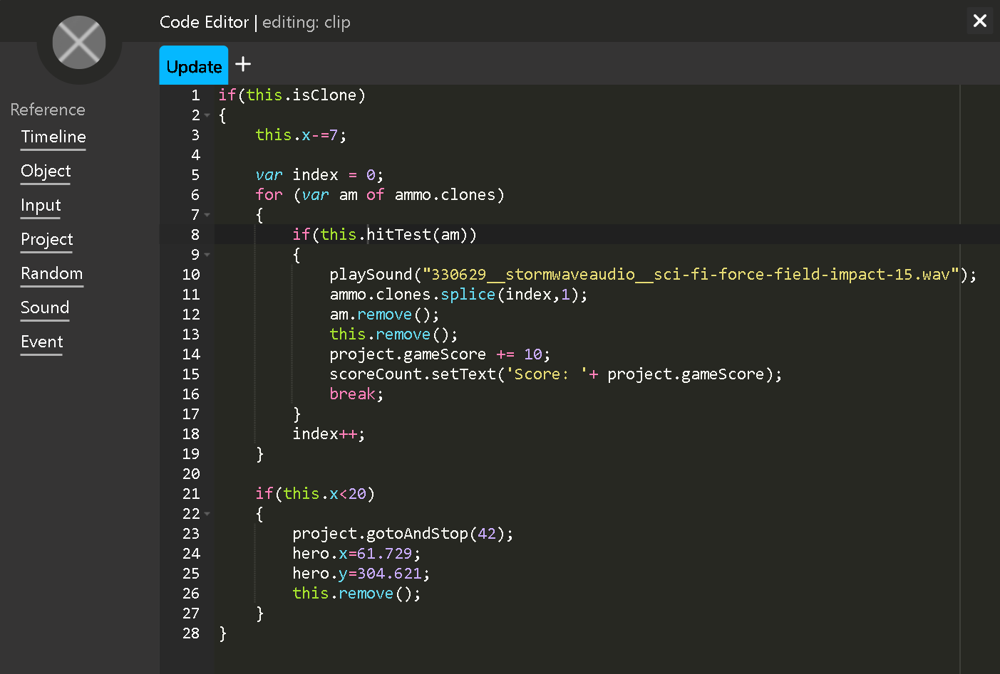 Code Editor | editing: clip
Update +
Reference
Timeline
Object
Input
Project
Random
Sound
Event
1 if(this.isClone)
2 {
3     this.x-=7;
4
5     var index = 0;
6     for (var am of ammo.clones)
7     {
8         if(this.hitTest(am))
9         {
10             playSound("330629__stormwaveaudio__sci-fi-force-field-impact-15.wav");
11             ammo.clones.splice(index,1);
12             am.remove();
13             this.remove();
14             project.gameScore += 10;
15             scoreCount.setText('Score: '+ project.gameScore);
16             break;
17         }
18         index++;
19     }
20
21     if(this.x<20)
22     {
23         project.gotoAndStop(42);
24         hero.x=61.729;
25         hero.y=304.621;
26         this.remove();
27     }
28 }